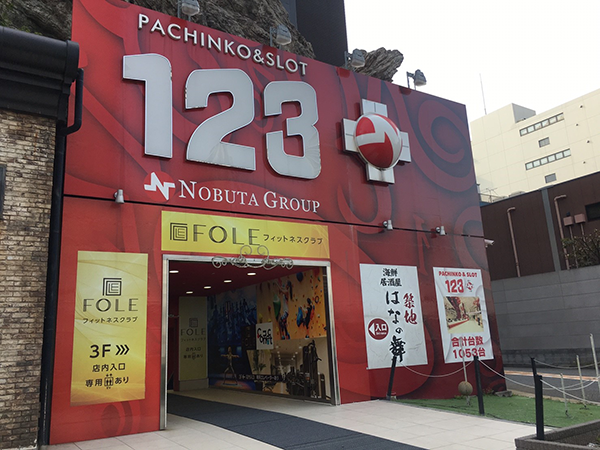 PACHINKO&SLOT
123
NOBUTA GROUP
FOLE フィットネスクラブ
FOLE
フィットネスクラブ
3F
店内入口
専用 あり
海鮮
居酒屋
築地
はなの舞
入口
PACHINKO & SLOT
123
合計台数
1053台